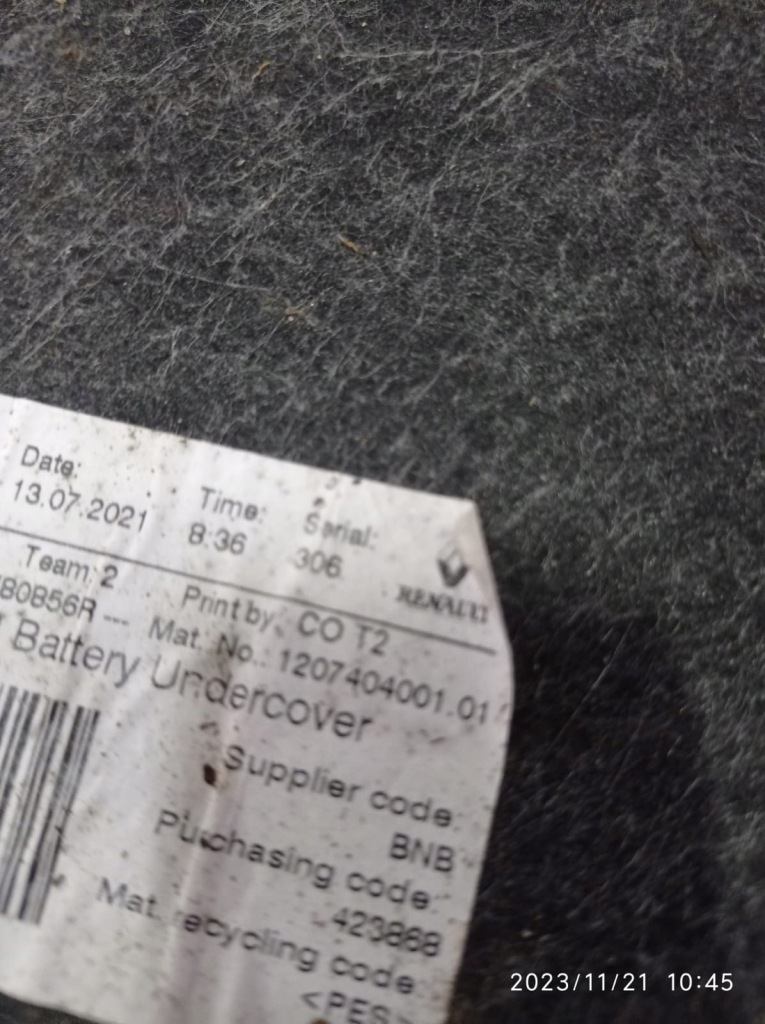 Date:
13.07.2021
Time:
8:36
Serial:
306
RENAULT
Team: 2
Print by: CO T2
80856R --- Mat. No.: 1207404001.01
Battery Undercover
Supplier code:
BNB
Purchasing code:
423868
Mat. recycling code:
<PES>
2023/11/21 10:45